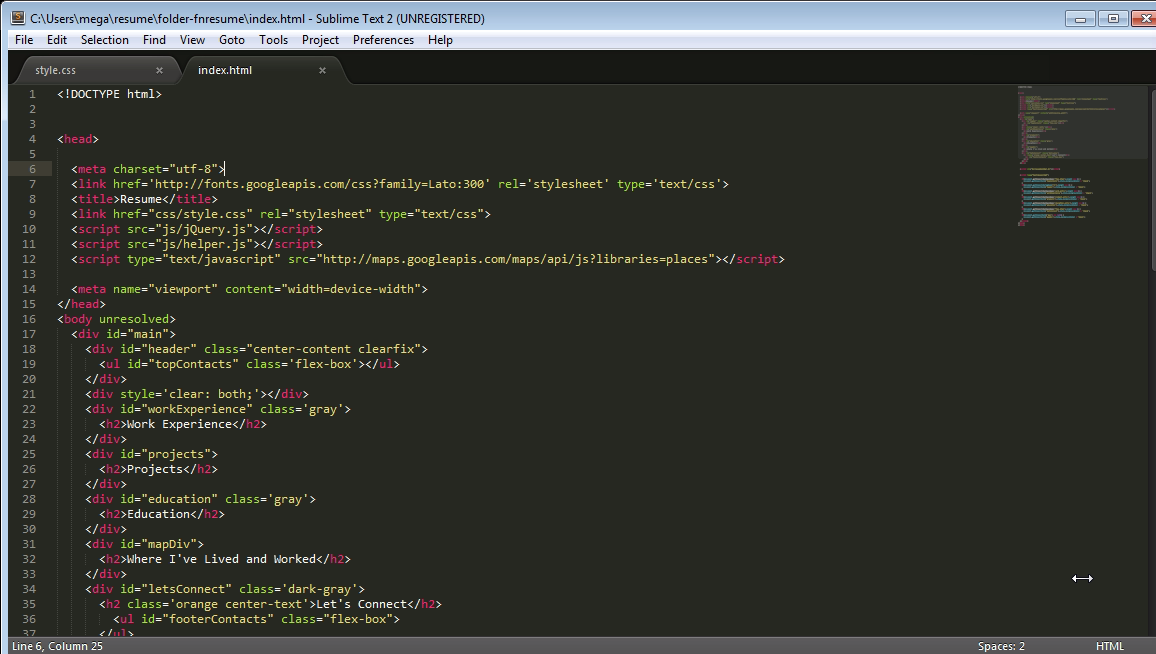 C:\Users\mega\resume\folder-fnresume\index.html - Sublime Text 2 (UNREGISTERED)
File Edit Selection Find View Goto Tools Project Preferences Help
style.css × index.html ×
1 <!DOCTYPE html>
2
3
4 <head>
5
6 <meta charset="utf-8">
7 <link href='http://fonts.googleapis.com/css?family=Lato:300' rel='stylesheet' type='text/css'>
8 <title>Resume</title>
9 <link href="css/style.css" rel="stylesheet" type="text/css">
10 <script src="js/jQuery.js"></script>
11 <script src="js/helper.js"></script>
12 <script type="text/javascript" src="http://maps.googleapis.com/maps/api/js?libraries=places"></script>
13
14 <meta name="viewport" content="width=device-width">
15 </head>
16 <body unresolved>
17 <div id="main">
18 <div id="header" class="center-content clearfix">
19 <ul id="topContacts" class='flex-box'></ul>
20 </div>
21 <div style='clear: both;'></div>
22 <div id="workExperience" class='gray'>
23 <h2>Work Experience</h2>
24 </div>
25 <div id="projects">
26 <h2>Projects</h2>
27 </div>
28 <div id="education" class='gray'>
29 <h2>Education</h2>
30 </div>
31 <div id="mapDiv">
32 <h2>Where I've Lived and Worked</h2>
33 </div>
34 <div id="letsConnect" class='dark-gray'>
35 <h2 class='orange center-text'>Let's Connect</h2>
36 <ul id="footerContacts" class="flex-box">
37 </ul>
Line 6, Column 25 Spaces: 2 HTML